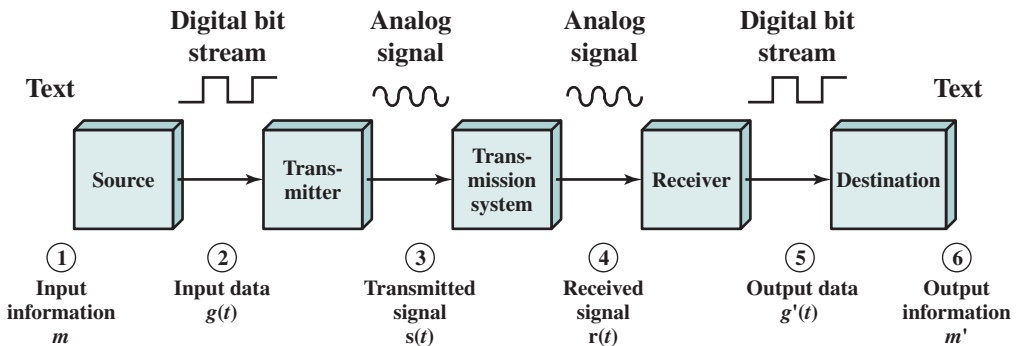 Digital bit
stream
Analog
signal
Analog
signal
Digital bit
stream
Text
Text
Source
Trans-
mitter
Trans-
mission
system
Receiver
Destination
1
Input
information
m
2
Input data
g(t)
3
Transmitted
signal
s(t)
4
Received
signal
r(t)
5
Output data
g'(t)
6
Output
information
m'